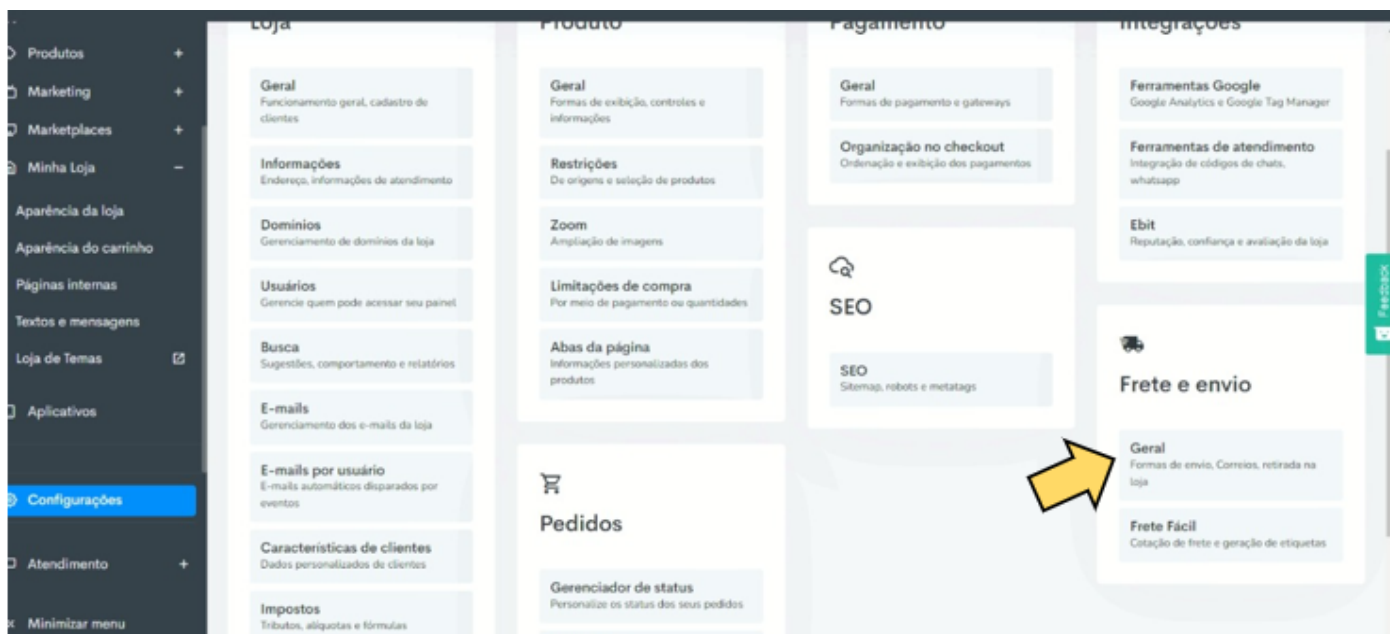 Produtos +
Marketing +
Marketplaces +
Minha Loja –
Aparência da loja
Aparência do carrinho
Páginas internas
Textos e mensagens
Loja de Temas
Aplicativos
Configurações
Atendimento +
Minimizar menu
Loja
Geral
Funcionamento geral, cadastro de
clientes
Informações
Endereço, informações de atendimento
Domínios
Gerenciamento de domínios da loja
Usuários
Gerencie quem pode acessar seu painel
Busca
Sugestões, comportamento e relatórios
E-mails
Gerenciamento dos e-mails da loja
E-mails por usuário
E-mails automáticos disparados por
eventos
Características de clientes
Dados personalizados de clientes
Impostos
Tributos, alíquotas e fórmulas
Produto
Geral
Formas de exibição, controles e
informações
Restrições
De origens e seleção de produtos
Zoom
Ampliação de imagens
Limitações de compra
Por meio de pagamento ou quantidades
Abas da página
Informações personalizadas dos
produtos
Pedidos
Gerenciador de status
Personalize os status dos seus pedidos
Pagamento
Geral
Formas de pagamento e gateways
Organização no checkout
Ordenação e exibição dos pagamentos
SEO
SEO
Sitemap, robots e metatags
Integrações
Ferramentas Google
Google Analytics e Google Tag Manager
Ferramentas de atendimento
Integração de códigos de chats,
whatsapp
Ebit
Reputação, confiança e avaliação da loja
Frete e envio
Geral
Formas de envio, Correios, retirada na
loja
Frete Fácil
Cotação de frete e geração de etiquetas
Feedback